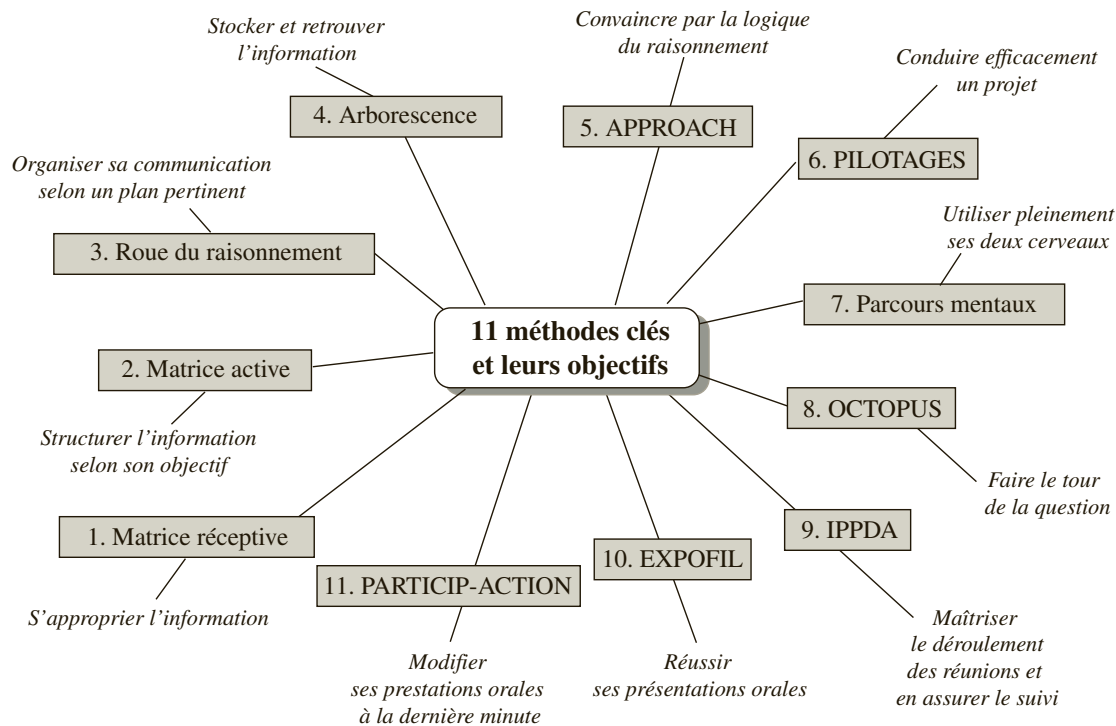 11 méthodes clés
et leurs objectifs
1. Matrice réceptive
S’approprier l’information
2. Matrice active
Structurer l’information
selon son objectif
3. Roue du raisonnement
Organiser sa communication
selon un plan pertinent
4. Arborescence
Stocker et retrouver
l’information
5. APPROACH
Convaincre par la logique
du raisonnement
6. PILOTAGES
Conduire efficacement
un projet
7. Parcours mentaux
Utiliser pleinement
ses deux cerveaux
8. OCTOPUS
Faire le tour
de la question
9. IPPDA
Maîtriser
le déroulement
des réunions et
en assurer le suivi
10. EXPOFIL
Réussir
ses présentations orales
11. PARTICIP-ACTION
Modifier
ses prestations orales
à la dernière minute